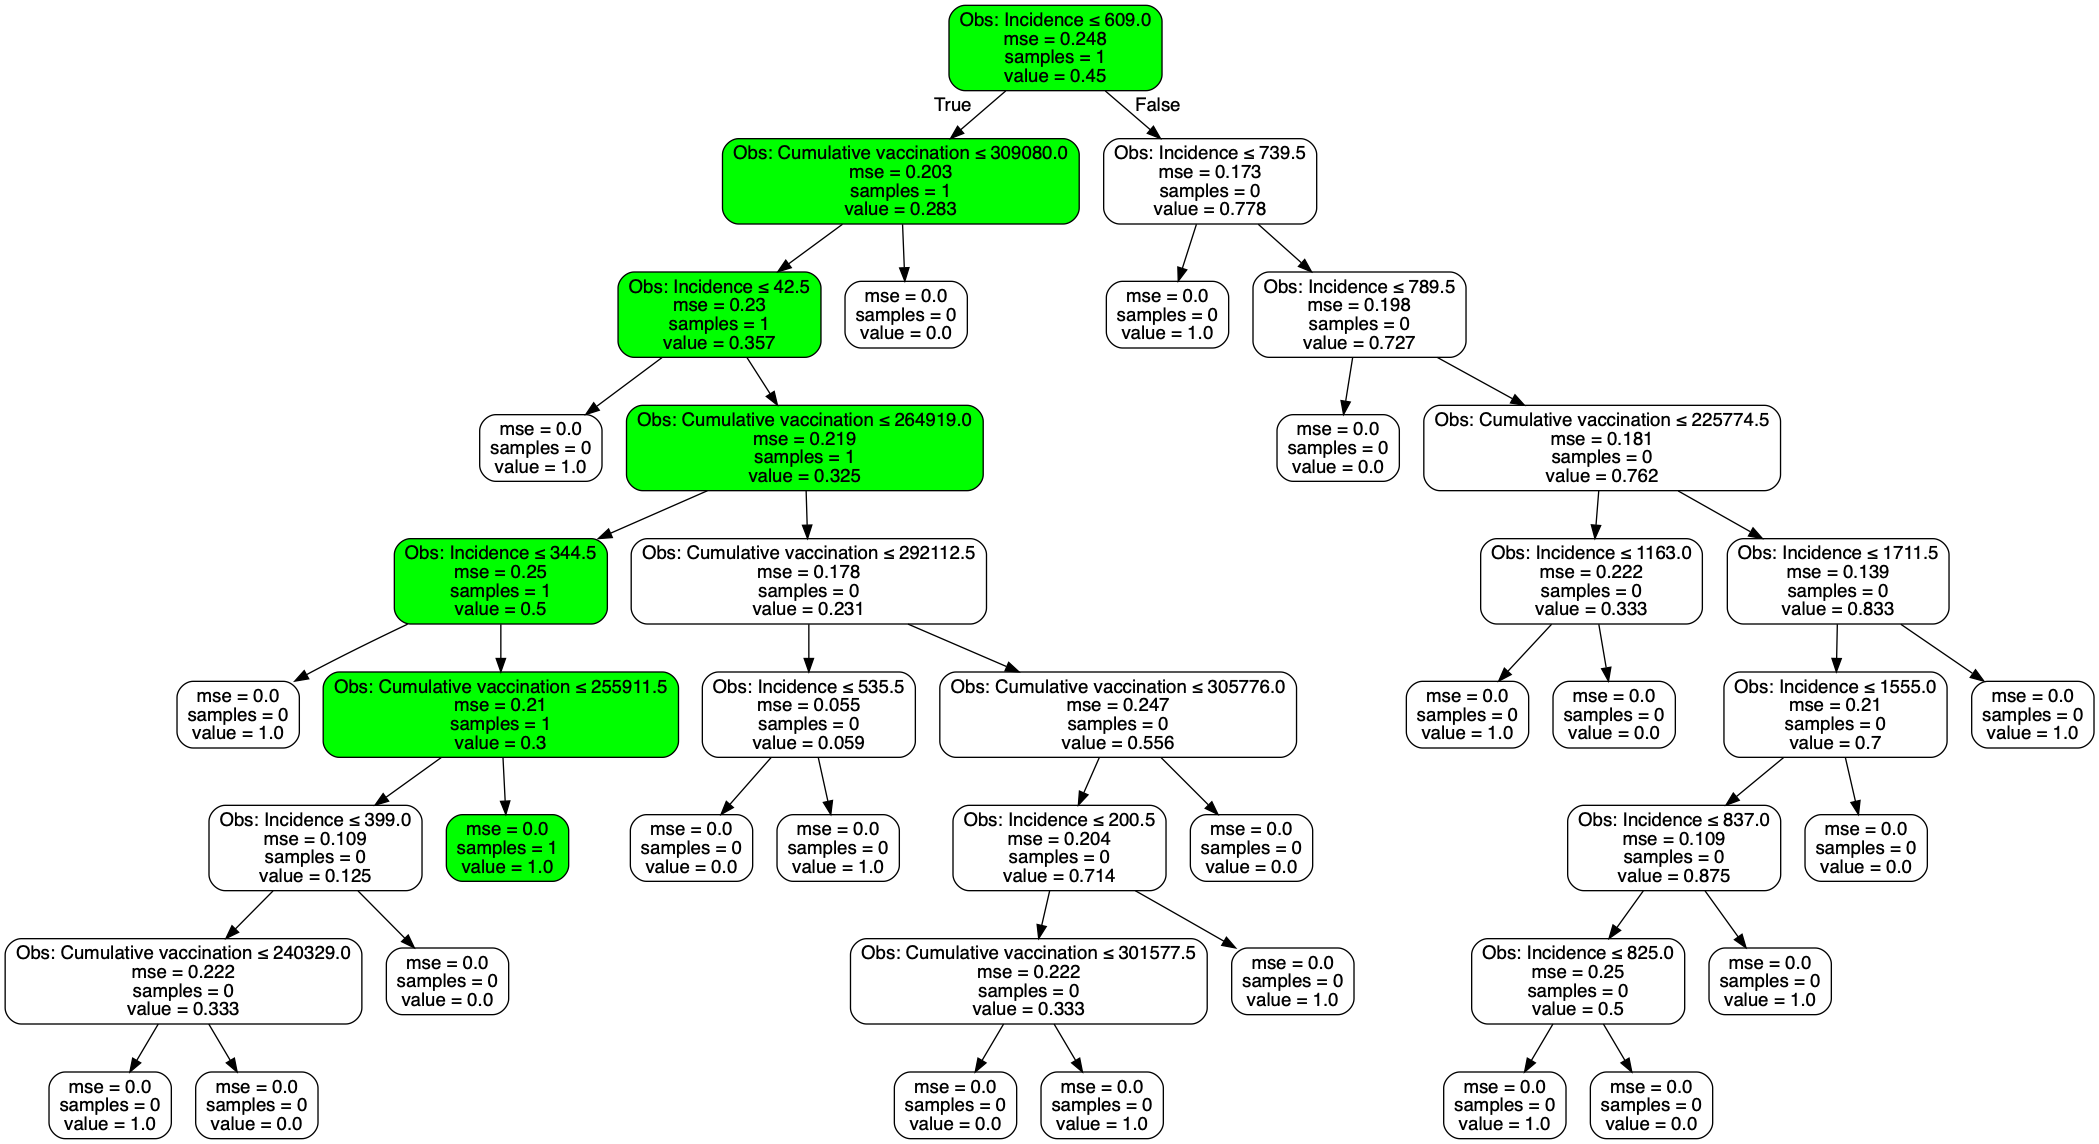 Obs: Incidence ≤ 609.0
mse = 0.248
samples = 1
value = 0.45
True
False
Obs: Cumulative vaccination ≤ 309080.0
mse = 0.203
samples = 1
value = 0.283
Obs: Incidence ≤ 739.5
mse = 0.173
samples = 0
value = 0.778
Obs: Incidence ≤ 42.5
mse = 0.23
samples = 1
value = 0.357
mse = 0.0
samples = 0
value = 0.0
mse = 0.0
samples = 0
value = 1.0
Obs: Incidence ≤ 789.5
mse = 0.198
samples = 0
value = 0.727
mse = 0.0
samples = 0
value = 1.0
Obs: Cumulative vaccination ≤ 264919.0
mse = 0.219
samples = 1
value = 0.325
mse = 0.0
samples = 0
value = 0.0
Obs: Cumulative vaccination ≤ 225774.5
mse = 0.181
samples = 0
value = 0.762
Obs: Incidence ≤ 344.5
mse = 0.25
samples = 1
value = 0.5
Obs: Cumulative vaccination ≤ 292112.5
mse = 0.178
samples = 0
value = 0.231
Obs: Incidence ≤ 1163.0
mse = 0.222
samples = 0
value = 0.333
Obs: Incidence ≤ 1711.5
mse = 0.139
samples = 0
value = 0.833
mse = 0.0
samples = 0
value = 1.0
Obs: Cumulative vaccination ≤ 255911.5
mse = 0.21
samples = 1
value = 0.3
Obs: Incidence ≤ 535.5
mse = 0.055
samples = 0
value = 0.059
Obs: Cumulative vaccination ≤ 305776.0
mse = 0.247
samples = 0
value = 0.556
mse = 0.0
samples = 0
value = 1.0
mse = 0.0
samples = 0
value = 0.0
Obs: Incidence ≤ 1555.0
mse = 0.21
samples = 0
value = 0.7
mse = 0.0
samples = 0
value = 1.0
Obs: Incidence ≤ 399.0
mse = 0.109
samples = 0
value = 0.125
mse = 0.0
samples = 1
value = 1.0
mse = 0.0
samples = 0
value = 0.0
mse = 0.0
samples = 0
value = 1.0
Obs: Incidence ≤ 200.5
mse = 0.204
samples = 0
value = 0.714
mse = 0.0
samples = 0
value = 0.0
Obs: Incidence ≤ 837.0
mse = 0.109
samples = 0
value = 0.875
mse = 0.0
samples = 0
value = 0.0
Obs: Cumulative vaccination ≤ 240329.0
mse = 0.222
samples = 0
value = 0.333
mse = 0.0
samples = 0
value = 0.0
Obs: Cumulative vaccination ≤ 301577.5
mse = 0.222
samples = 0
value = 0.333
mse = 0.0
samples = 0
value = 1.0
Obs: Incidence ≤ 825.0
mse = 0.25
samples = 0
value = 0.5
mse = 0.0
samples = 0
value = 1.0
mse = 0.0
samples = 0
value = 1.0
mse = 0.0
samples = 0
value = 0.0
mse = 0.0
samples = 0
value = 0.0
mse = 0.0
samples = 0
value = 1.0
mse = 0.0
samples = 0
value = 1.0
mse = 0.0
samples = 0
value = 0.0